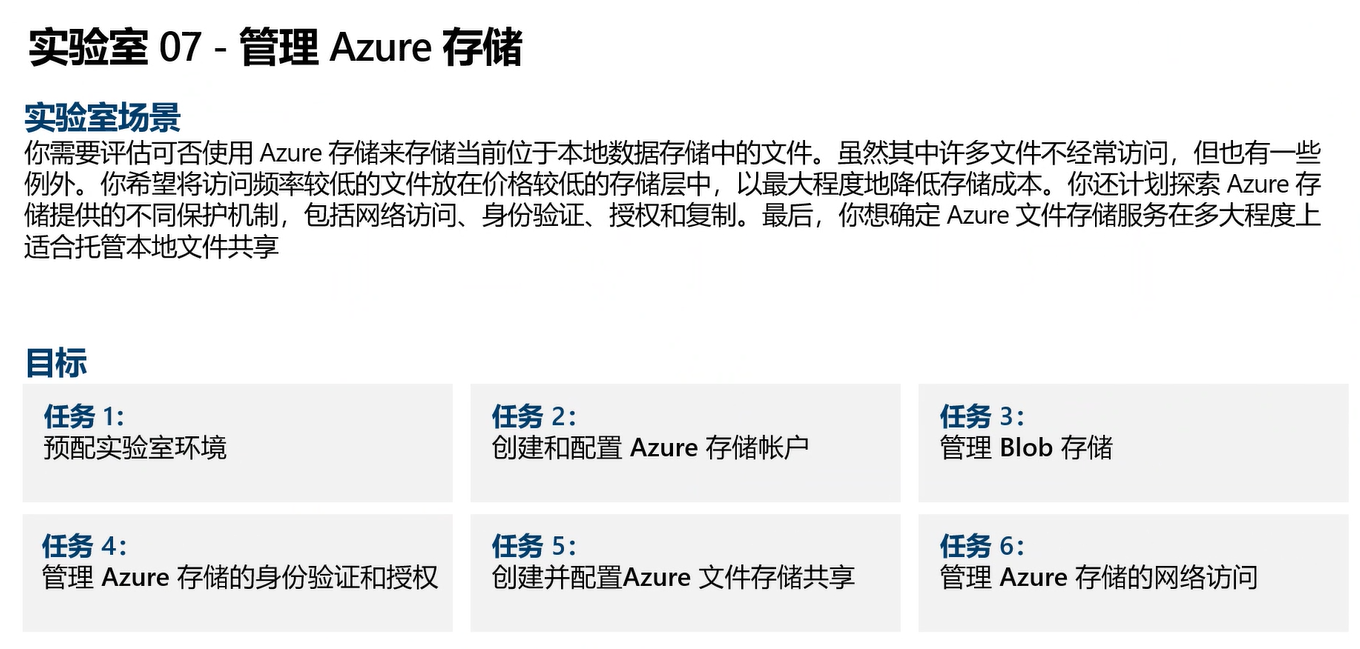 实验室 07 - 管理 Azure 存储
实验室场景
你需要评估可否使用 Azure 存储来存储当前位于本地数据存储中的文件。虽然其中许多文件不经常访问，但也有一些
例外。你希望将访问频率较低的文件放在价格较低的存储层中，以最大程度地降低存储成本。你还计划探索 Azure 存
储提供的不同保护机制，包括网络访问、身份验证、授权和复制。最后，你想确定 Azure 文件存储服务在多大程度上
适合托管本地文件共享
目标
任务 1：
预配实验室环境
任务 2：
创建和配置 Azure 存储帐户
任务 3：
管理 Blob 存储
任务 4：
管理 Azure 存储的身份验证和授权
任务 5：
创建并配置Azure 文件存储共享
任务 6：
管理 Azure 存储的网络访问